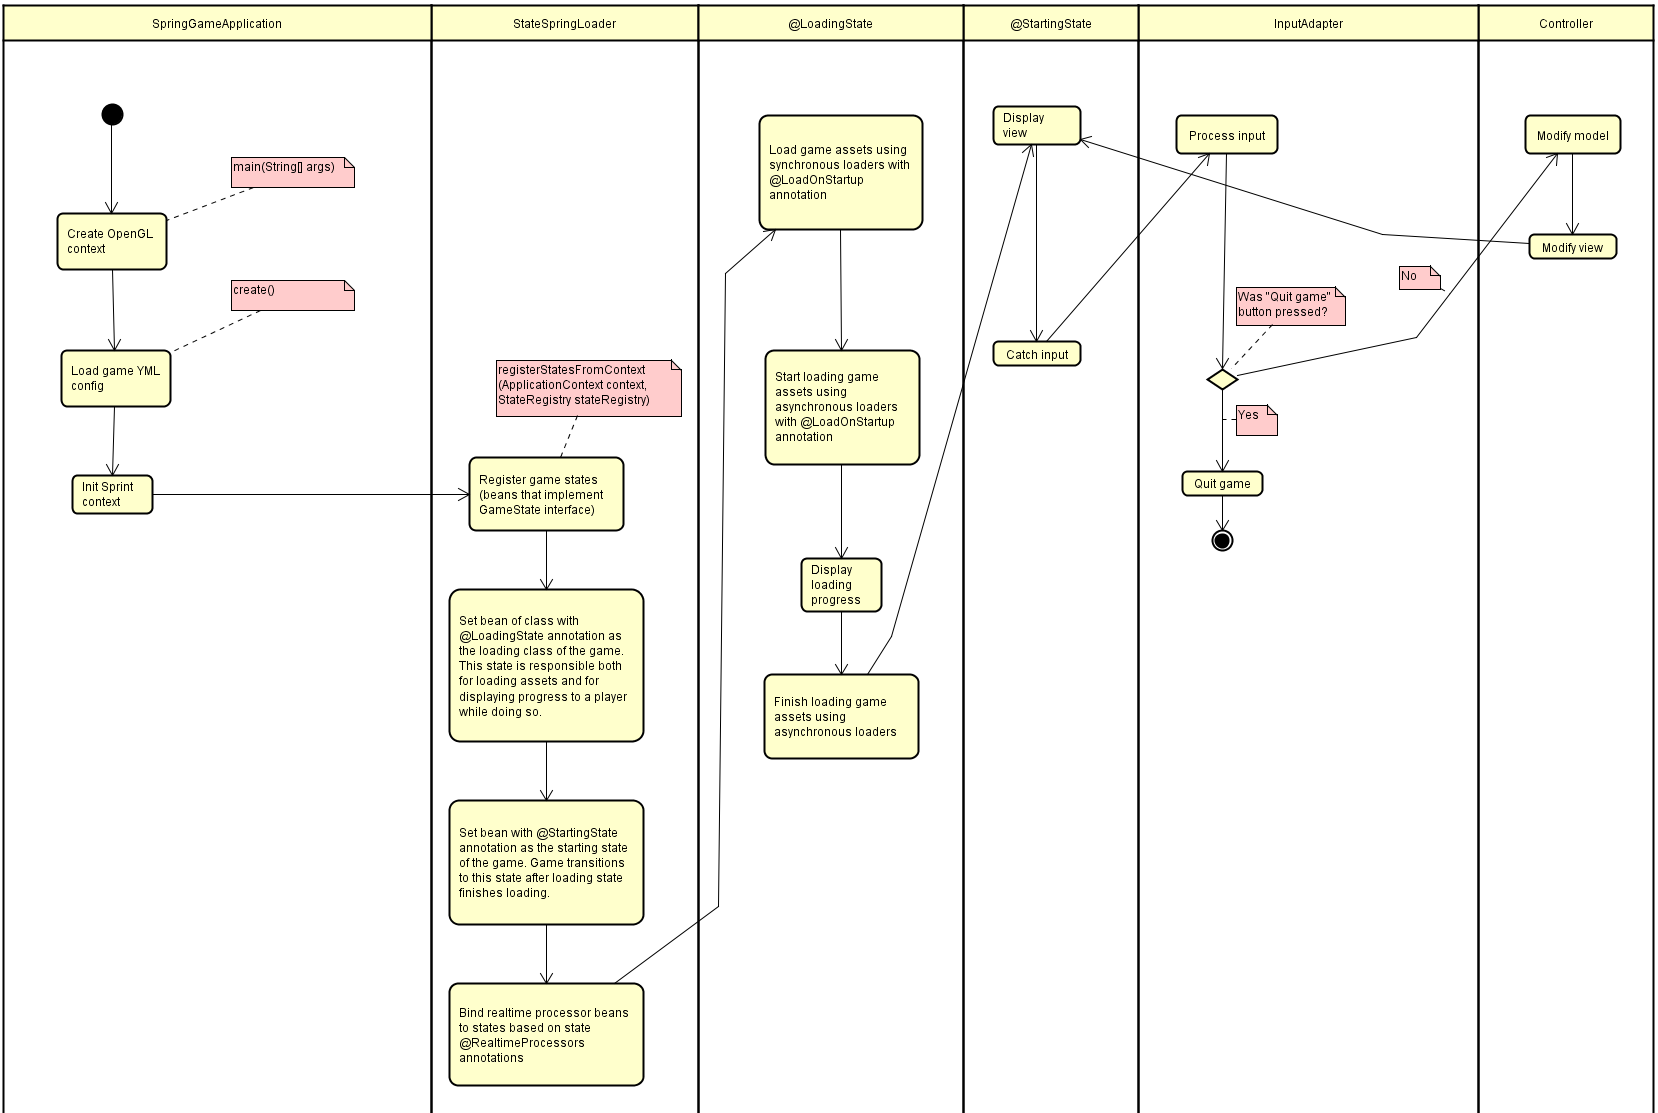 SpringGameApplication
StateSpringLoader
@LoadingState
@StartingState
InputAdapter
Controller
main(String[] args)
Create OpenGL
context
create()
Load game YML
config
Init Sprint
context
registerStatesFromContext
(ApplicationContext context,
StateRegistry stateRegistry)
Register game states
(beans that implement
GameState interface)
Set bean of class with
@LoadingState annotation as
the loading class of the game.
This state is responsible both
for loading assets and for
displaying progress to a player
while doing so.
Set bean with @StartingState
annotation as the starting state
of the game. Game transitions
to this state after loading state
finishes loading.
Bind realtime processor beans
to states based on state
@RealtimeProcessors
annotations
Load game assets using
synchronous loaders with
@LoadOnStartup
annotation
Start loading game
assets using
asynchronous loaders
with @LoadOnStartup
annotation
Display
loading
progress
Finish loading game
assets using
asynchronous loaders
Display
view
Catch input
Process input
Was "Quit game"
button pressed?
Yes
Quit game
No
Modify model
Modify view